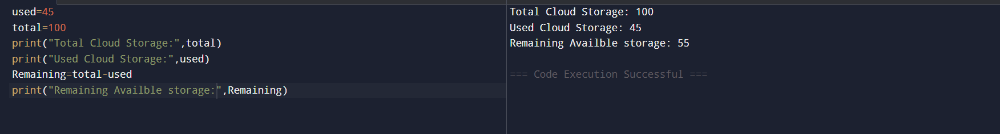 used=45
total=100
print("Total Cloud Storage:",total)
print("Used Cloud Storage:",used)
Remaining=total-used
print("Remaining Availble storage:",Remaining)
Total Cloud Storage: 100
Used Cloud Storage: 45
Remaining Availble storage: 55
=== Code Execution Successful ===